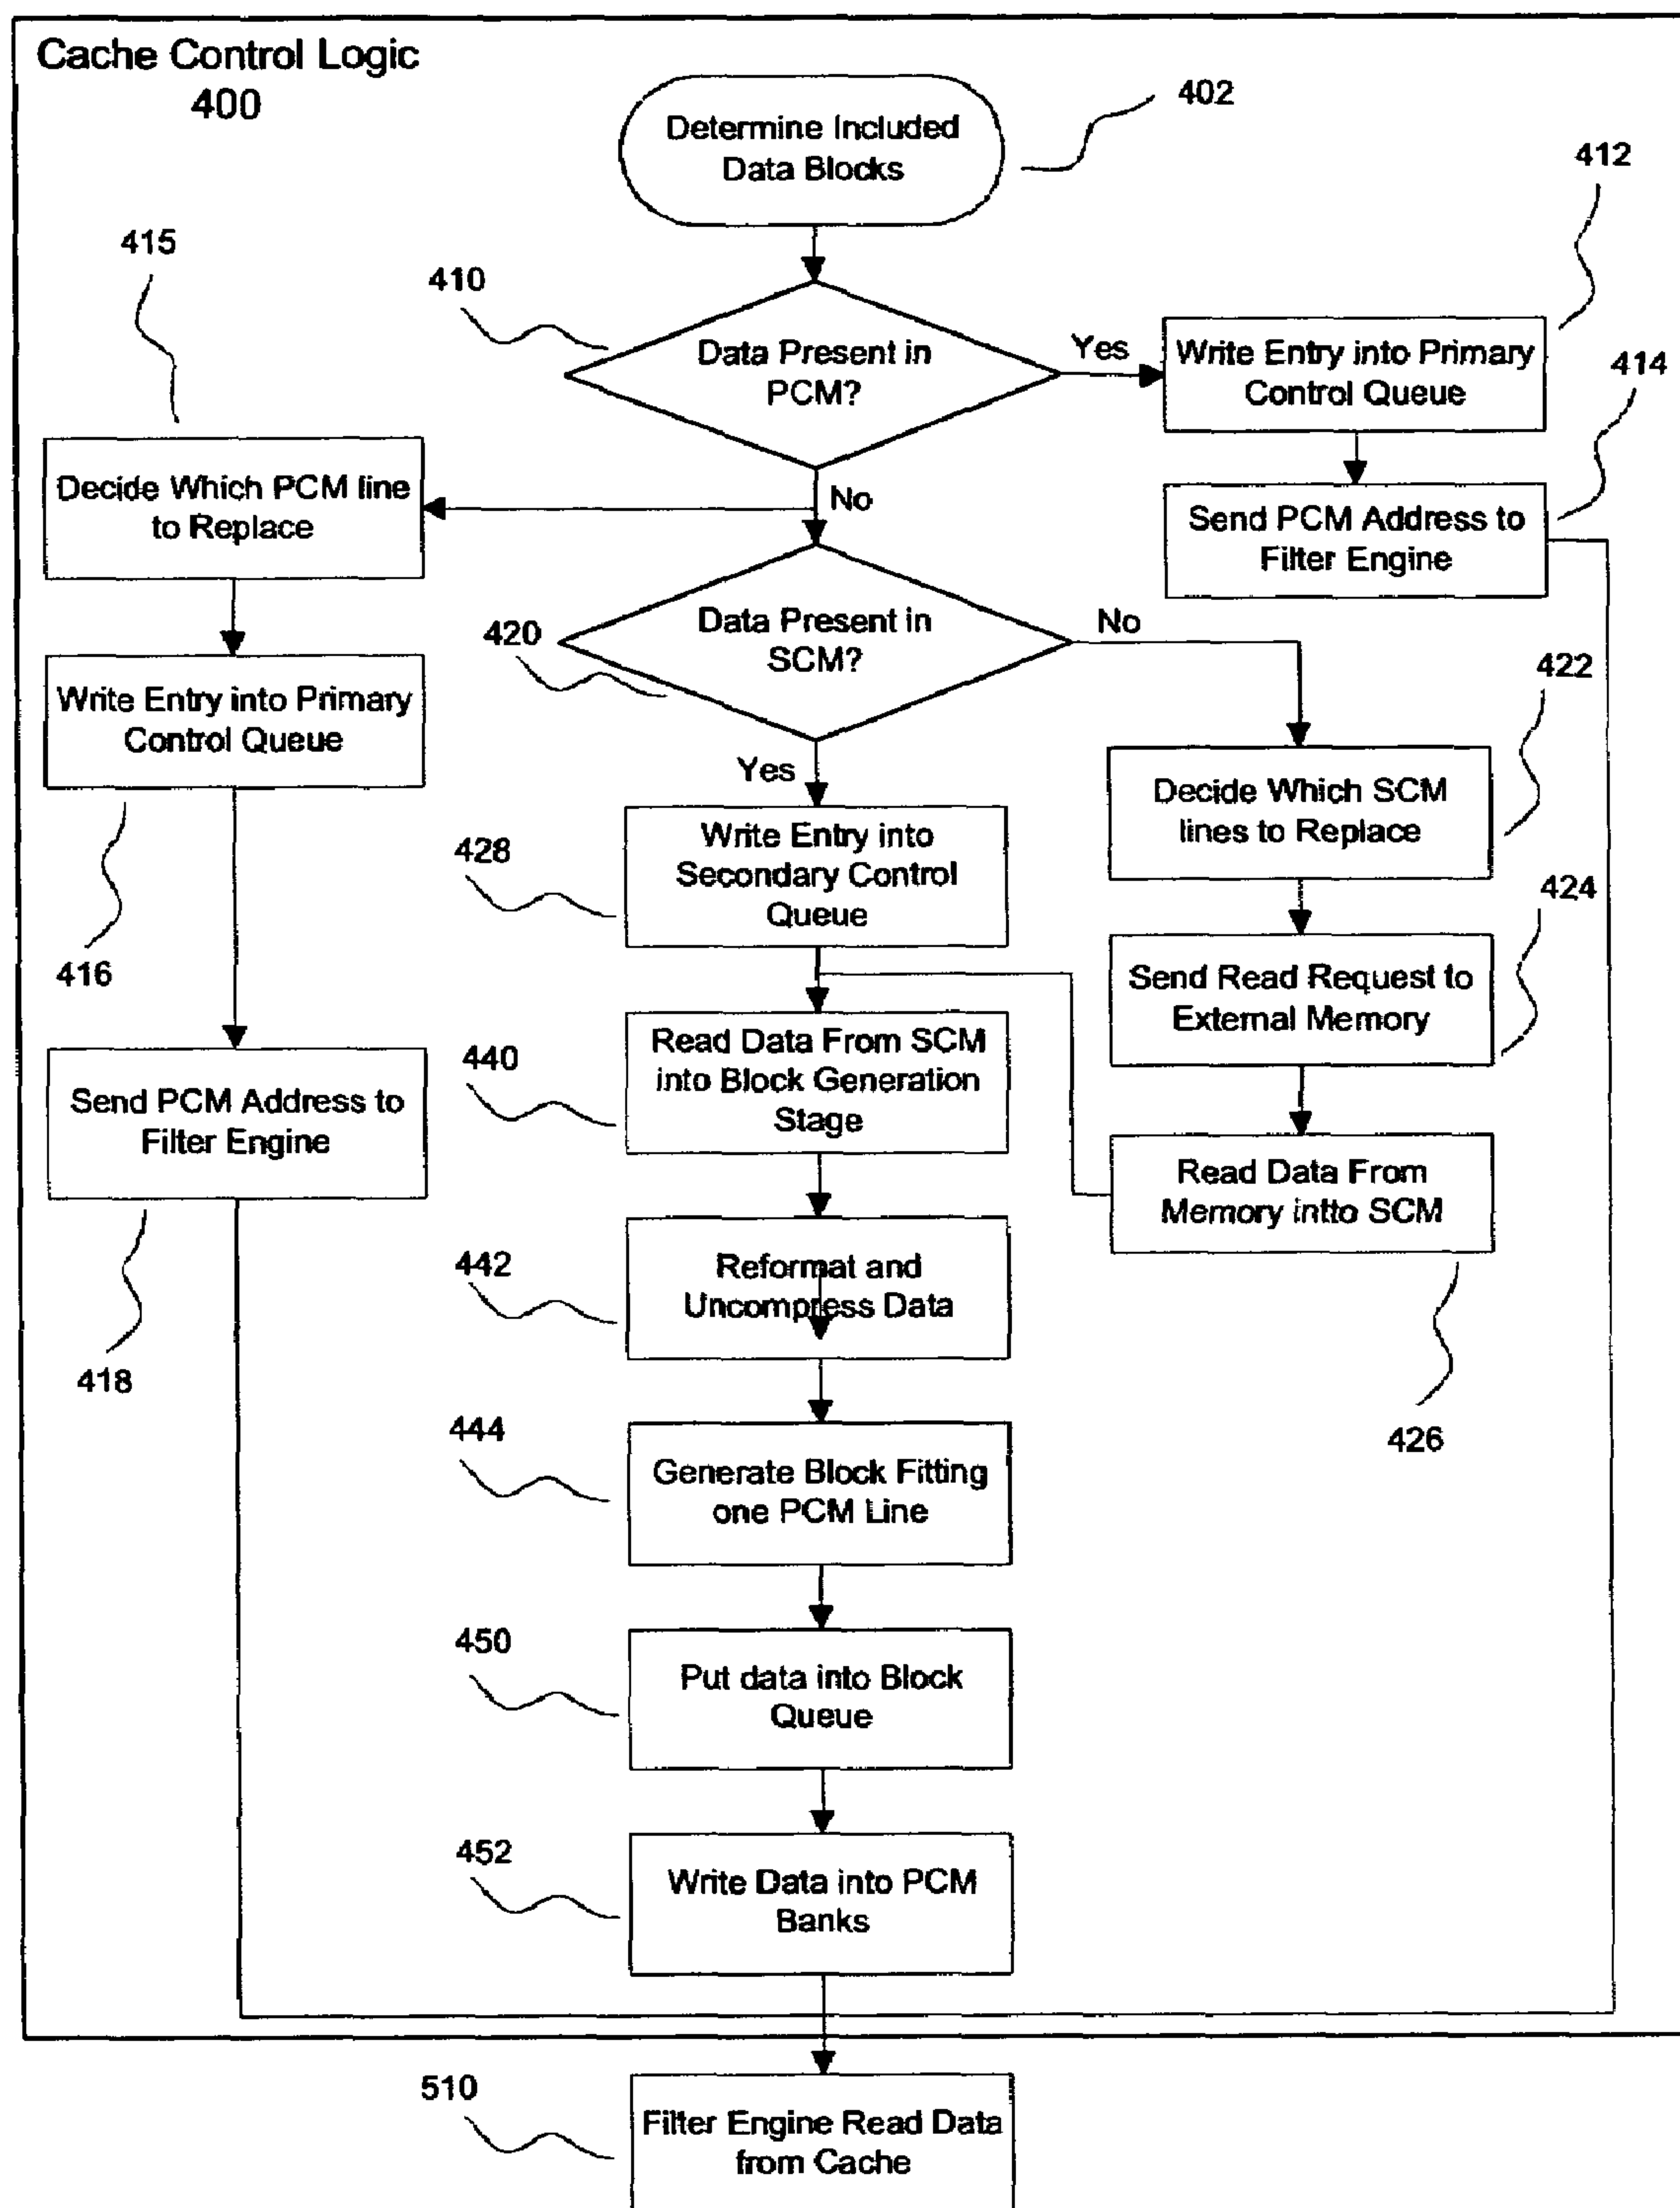 Cache Control Logic
400
Determine Included
Data Blocks
402
410
Data Present in
PCM?
Yes
412
Write Entry into Primary
Control Queue
414
Send PCM Address to
Filter Engine
415
Decide Which PCM line
to Replace
No
Write Entry into Primary
Control Queue
416
Send PCM Address to
Filter Engine
418
420
Data Present in
SCM?
No
Yes
422
Decide Which SCM
lines to Replace
424
Send Read Request to
External Memory
Read Data From
Memory intto SCM
426
428
Write Entry into
Secondary Control
Queue
440
Read Data From SCM
into Block Generation
Stage
442
Reformat and
Uncompress Data
444
Generate Block Fitting
one PCM Line
450
Put data into Block
Queue
452
Write Data into PCM
Banks
510
Filter Engine Read Data
from Cache